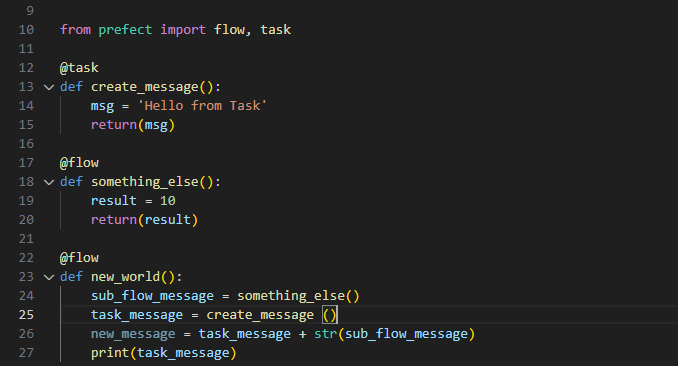 9
10 from prefect import flow, task
11
12 @task
13 def create_message():
14     msg = 'Hello from Task'
15     return(msg)
16
17 @flow
18 def something_else():
19     result = 10
20     return(result)
21
22 @flow
23 def new_world():
24     sub_flow_message = something_else()
25     task_message = create_message ()
26     new_message = task_message + str(sub_flow_message)
27     print(task_message)